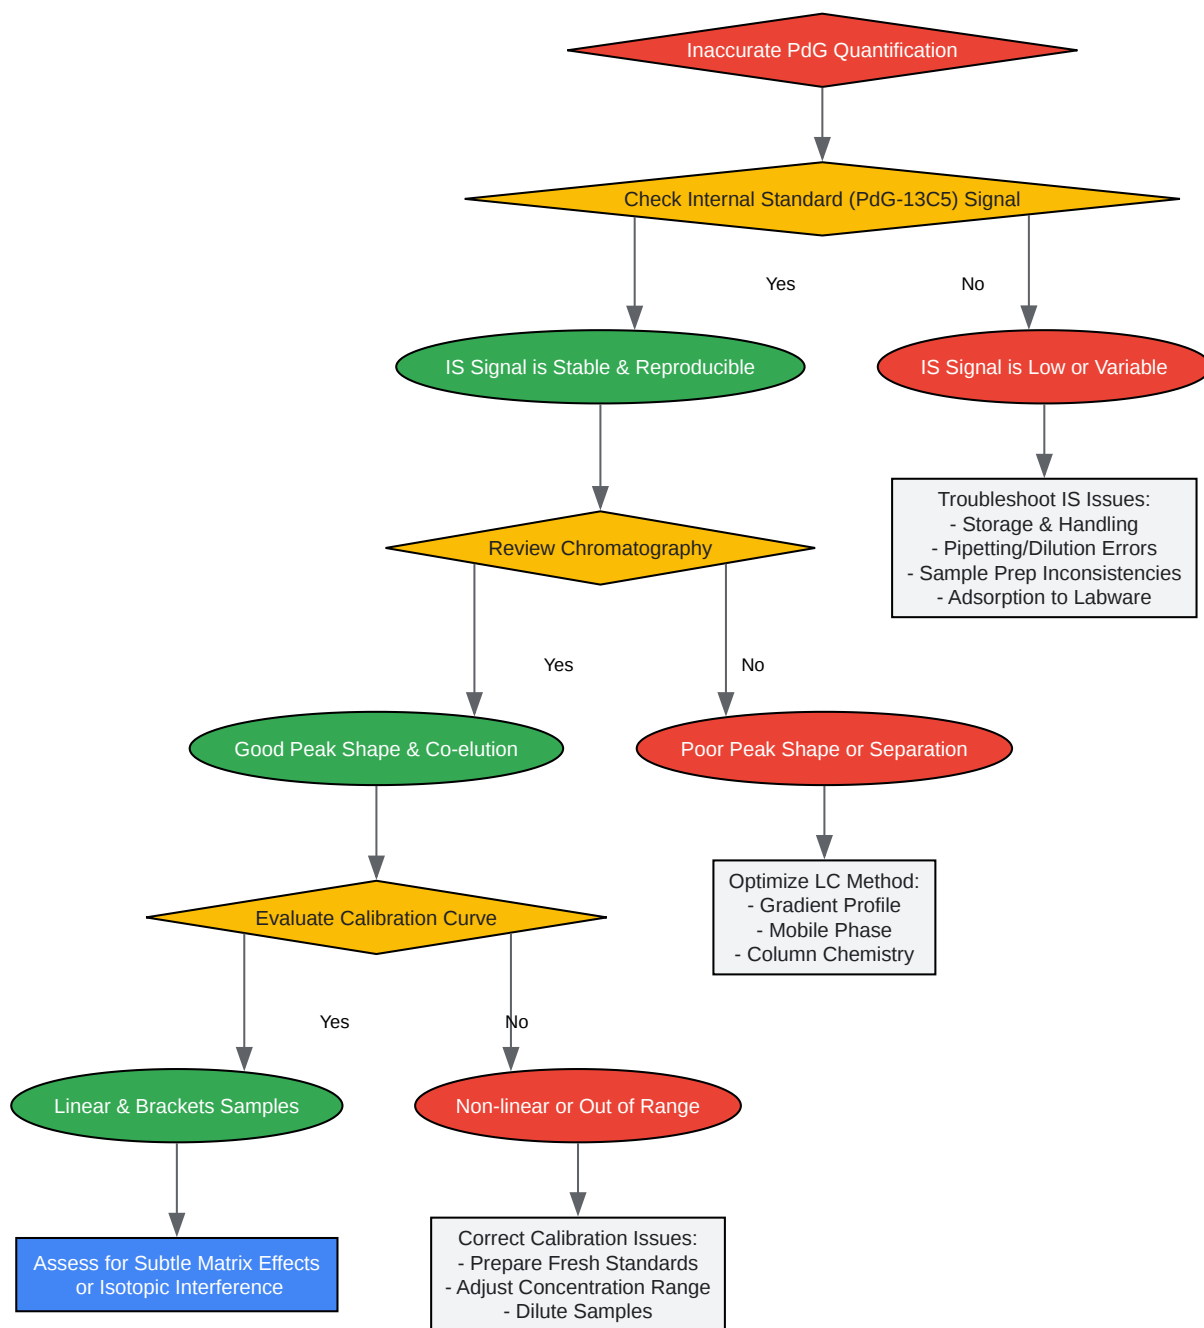 Inaccurate PdG Quantification
Check Internal Standard (PdG-13C5) Signal
Yes
No
IS Signal is Stable & Reproducible
IS Signal is Low or Variable
Troubleshoot IS Issues:
- Storage & Handling
- Pipetting/Dilution Errors
- Sample Prep Inconsistencies
- Adsorption to Labware
Review Chromatography
Yes
No
Good Peak Shape & Co-elution
Poor Peak Shape or Separation
Optimize LC Method:
- Gradient Profile
- Mobile Phase
- Column Chemistry
Evaluate Calibration Curve
Yes
No
Linear & Brackets Samples
Non-linear or Out of Range
Assess for Subtle Matrix Effects
or Isotopic Interference
Correct Calibration Issues:
- Prepare Fresh Standards
- Adjust Concentration Range
- Dilute Samples